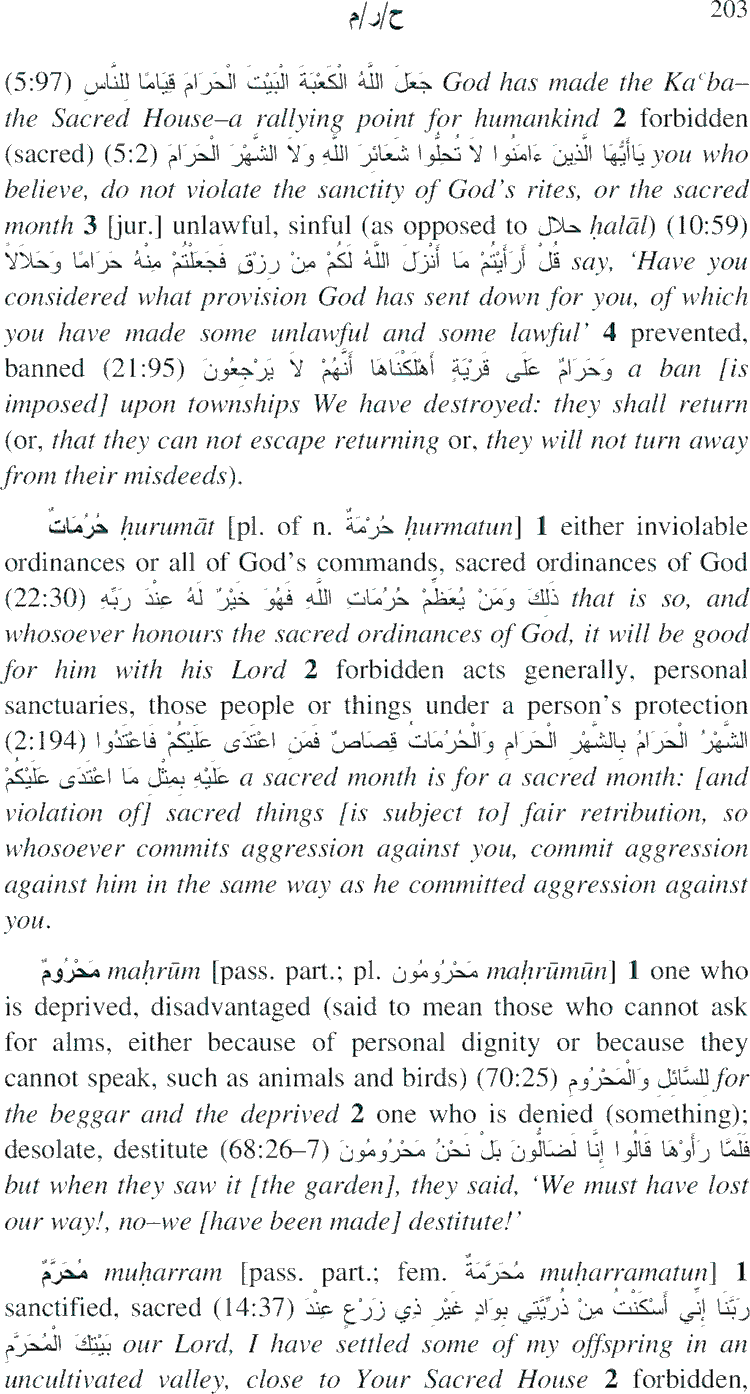 ح/ر/م 203
(5:97) جَعَلَ اللَّهُ الْكَعْبَةَ الْبَيْتَ الْحَرَامَ قِيَامًا لِلنَّاسِ God has made the Kaʿba–
the Sacred House–a rallying point for humankind 2 forbidden
(sacred) (5:2) يَاأَيُّهَا الَّذِينَ ءَامَنُوا لَا تُحِلُّوا شَعَائِرَ اللَّهِ وَلَا الشَّهْرَ الْحَرَامَ you who
believe, do not violate the sanctity of God’s rites, or the sacred
month 3 [jur.] unlawful, sinful (as opposed to حلال ḥalāl) (10:59)
قُلْ أَرَأَيْتُمْ مَا أَنْزَلَ اللَّهُ لَكُمْ مِنْ رِزْقٍ فَجَعَلْتُمْ مِنْهُ حَرَامًا وَحَلَالًا say, ‘Have you
considered what provision God has sent down for you, of which
you have made some unlawful and some lawful’ 4 prevented,
banned (21:95) وَحَرَامٌ عَلَى قَرْيَةٍ أَهْلَكْنَاهَا أَنَّهُمْ لَا يَرْجِعُونَ a ban [is
imposed] upon townships We have destroyed: they shall return
(or, that they can not escape returning or, they will not turn away
from their misdeeds).
حُرُمَاتٌ ḥurumāt [pl. of n. حُرْمَةٌ ḥurmatun] 1 either inviolable
ordinances or all of God’s commands, sacred ordinances of God
(22:30) ذَلِكَ وَمَنْ يُعَظِّمْ حُرُمَاتِ اللَّهِ فَهُوَ خَيْرٌ لَهُ عِنْدَ رَبِّهِ that is so, and
whosoever honours the sacred ordinances of God, it will be good
for him with his Lord 2 forbidden acts generally, personal
sanctuaries, those people or things under a person’s protection
(2:194) الشَّهْرُ الْحَرَامُ بِالشَّهْرِ الْحَرَامِ وَالْحُرُمَاتُ قِصَاصٌ فَمَنِ اعْتَدَى عَلَيْكُمْ فَاعْتَدُوا
عَلَيْهِ بِمِثْلِ مَا اعْتَدَى عَلَيْكُمْ a sacred month is for a sacred month: [and
violation of] sacred things [is subject to] fair retribution, so
whosoever commits aggression against you, commit aggression
against him in the same way as he committed aggression against
you.
مَحْرُومٌ maḥrūm [pass. part.; pl. مَحْرُومُون maḥrūmūn] 1 one who
is deprived, disadvantaged (said to mean those who cannot ask
for alms, either because of personal dignity or because they
cannot speak, such as animals and birds) (70:25) لِلسَّائِلِ وَالْمَحْرُومِ for
the beggar and the deprived 2 one who is denied (something);
desolate, destitute (68:26–7) فَلَمَّا رَأَوْهَا قَالُوا إِنَّا لَضَالُّونَ بَلْ نَحْنُ مَحْرُومُونَ
but when they saw it [the garden], they said, ‘We must have lost
our way!, no–we [have been made] destitute!’
مُحَرَّمٌ muḥarram [pass. part.; fem. مُحَرَّمَةٌ muḥarramatun] 1
sanctified, sacred (14:37) رَبَّنَا إِنِّي أَسْكَنْتُ مِنْ ذُرِّيَّتِي بِوَادٍ غَيْرِ ذِي زَرْعٍ عِنْدَ
بَيْتِكَ الْمُحَرَّمِ our Lord, I have settled some of my offspring in an
uncultivated valley, close to Your Sacred House 2 forbidden,